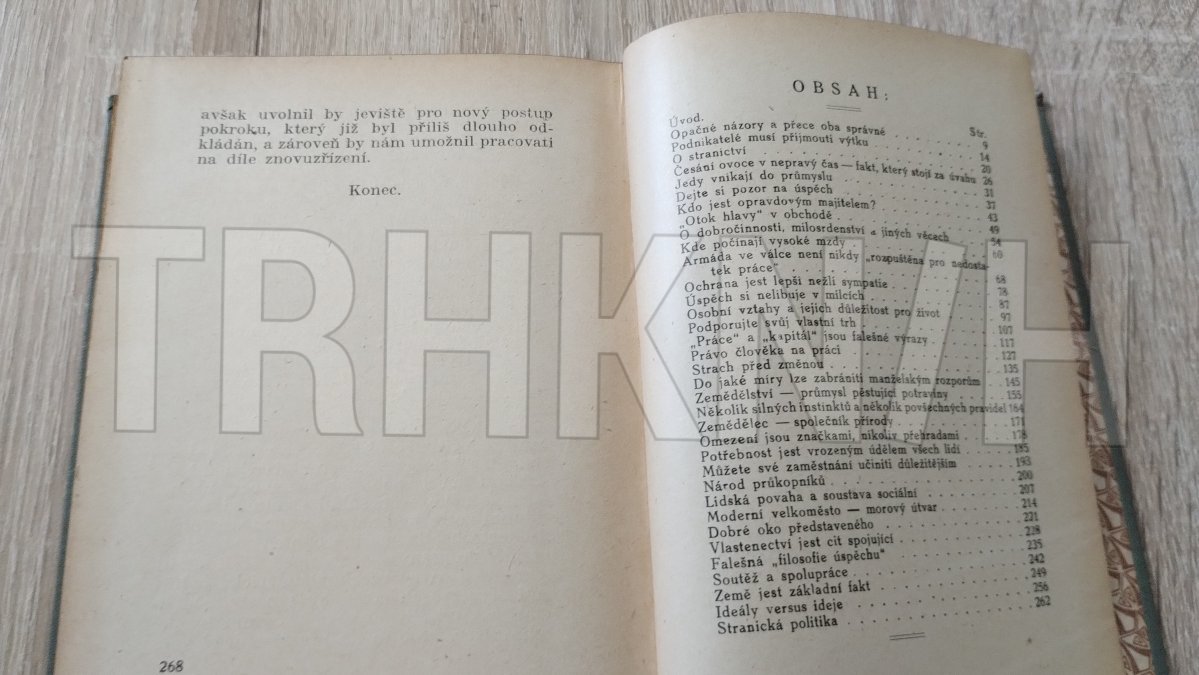 avšak uvolnil by jeviště pro nový postup
pokroku, který již byl příliš dlouho od-
kládán, a zároveň by nám umožnil pracovati
na díle znovuzřízení.
Konec.
268
OBSAH:
Úvod.
Str.
Opačné názory a přece oba správné . . . . . . 9
Podnikatelé musí přijmouti výtku . . . . . . 14
O stranictví . . . . . . 20
Česání ovoce v nepravý čas — fakt, který stojí za úvahu 26
Jedy vnikají do průmyslu . . . . . . 31
Dejte si pozor na úspěch . . . . . . 37
Kdo jest opravdovým majitelem? . . . . . . 43
„Otok hlavy“ v obchodě . . . . . . 49
O dobročinnosti, milosrdenství a jiných věcech . . 54
Kde počínají vysoké mzdy . . . . . . 60
Armáda ve válce není nikdy „rozpuštěna pro nedosta-
tek práce“ . . . . . . 68
Ochrana jest lepší nežli sympatie . . . . . . 78
Úspěch si nelibuje v milcích . . . . . . 87
Osobní vztahy a jejich důležitost pro život . . 97
Podporujte svůj vlastní trh . . . . . . 107
„Práce“ a „kapitál“ jsou falešné výrazy . . . . 117
Právo člověka na práci . . . . . . 127
Strach před změnou . . . . . . 135
Do jaké míry lze zabrániti manželským rozporům . . 145
Zemědělství — průmysl pěstující potraviny . . . 155
Několik silných instinktů a několik povšechných pravidel 164
Zemědělec — společník přírody . . . . . . 171
Omezení jsou značkami, nikoliv přehradami . . . 178
Potřebnost jest vrozeným údělem všech lidí . . . 185
Můžete své zaměstnání učiniti důležitějším . . . 193
Národ průkopníků . . . . . . 200
Lidská povaha a soustava sociální . . . . . . 207
Moderní velkoměsto — morový útvar . . . . . 214
Dobré oko představeného . . . . . . 221
Vlastenectví jest cit spojující . . . . . . 228
Falešná „filosofie úspěchu“ . . . . . . 235
Soutěž a spolupráce . . . . . . 242
Země jest základní fakt . . . . . . 249
Ideály versus ideje . . . . . . 256
Stranická politika . . . . . . 262
TRHKNIH